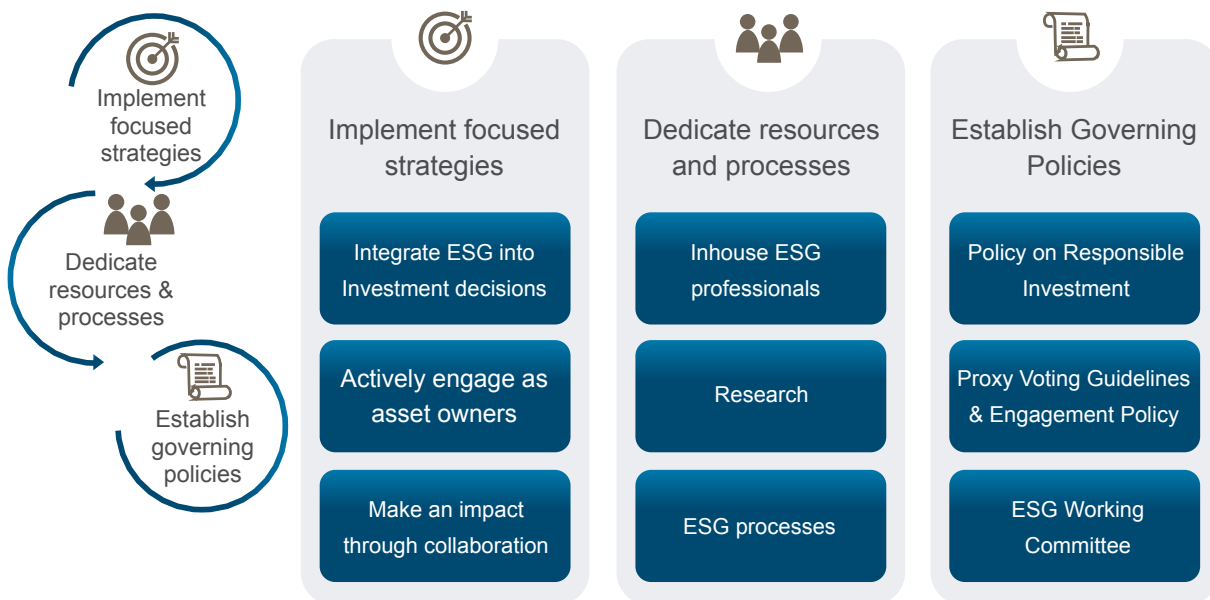 Implement
focused
strategies
Dedicate
resources &
processes
Establish
governing
policies
Implement focused
strategies
Integrate ESG into
Investment decisions
Actively engage as
asset owners
Make an impact
through collaboration
Dedicate resources
and processes
Inhouse ESG
professionals
Research
ESG processes
Establish Governing
Policies
Policy on Responsible
Investment
Proxy Voting Guidelines
& Engagement Policy
ESG Working
Committee